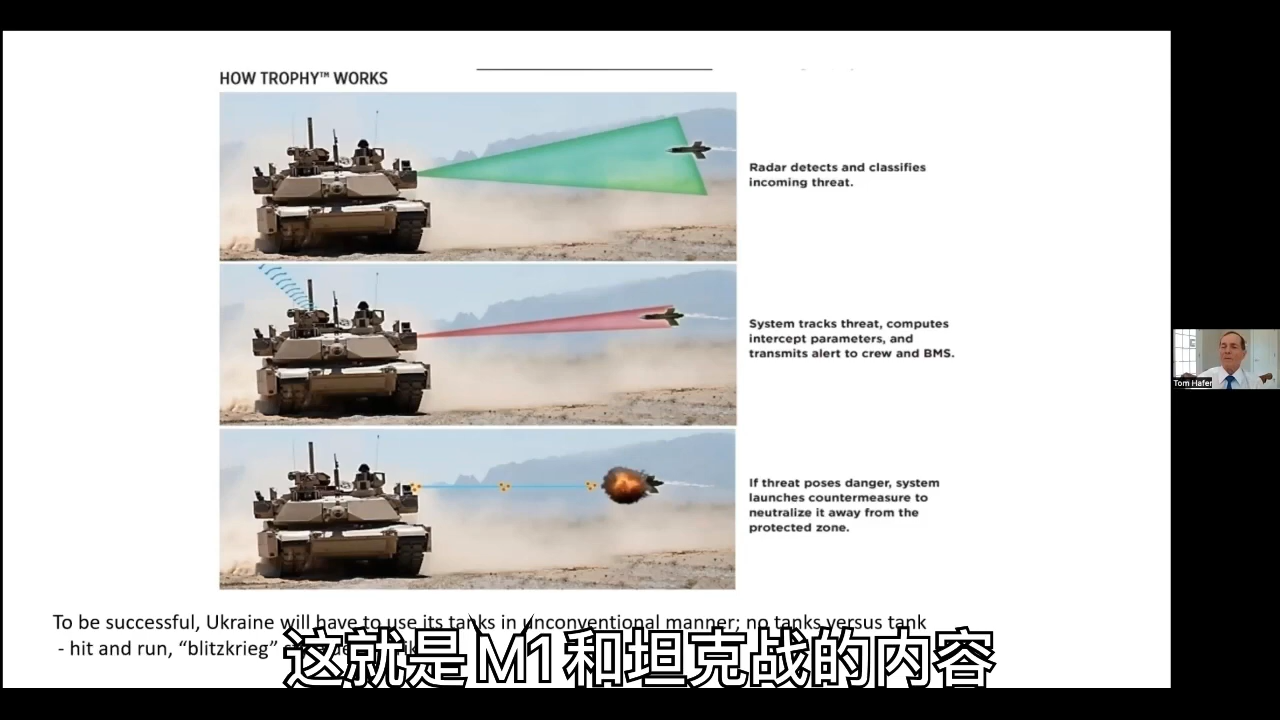 HOW TROPHY™ WORKS
Radar detects and classifies
incoming threat.
System tracks threat, computes
intercept parameters, and
transmits alert to crew and BMS.
If threat poses danger, system
launches countermeasure to
neutralize it away from the
protected zone.
Tom Hafer
To be successful, Ukraine will have to use its tanks in unconventional manner; no tanks versus tank
- hit and run, “blitzkrieg”
这就是M1和坦克战的内容